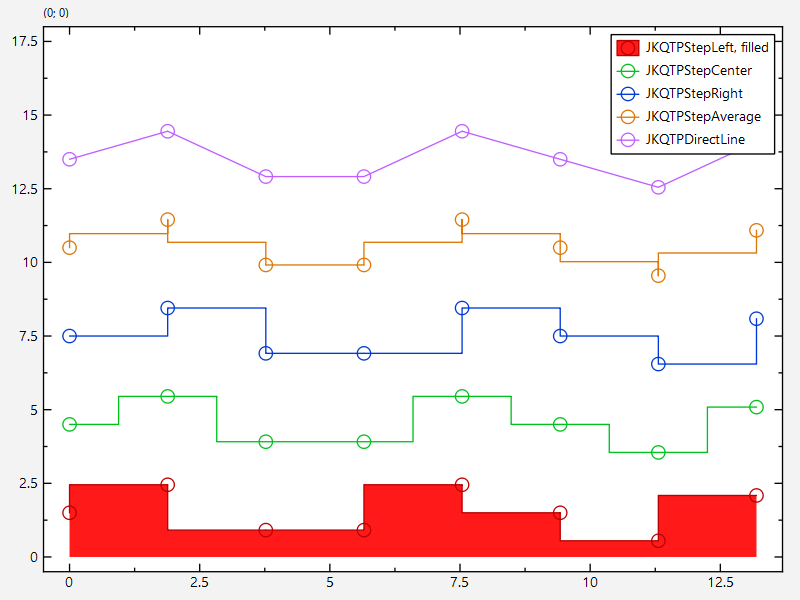 (0; 0)
17.5
15
12.5
10
7.5
5
2.5
0
0 2.5 5 7.5 10 12.5
JKQTPStepLeft, filled
JKQTPStepCenter
JKQTPStepRight
JKQTPStepAverage
JKQTPDirectLine